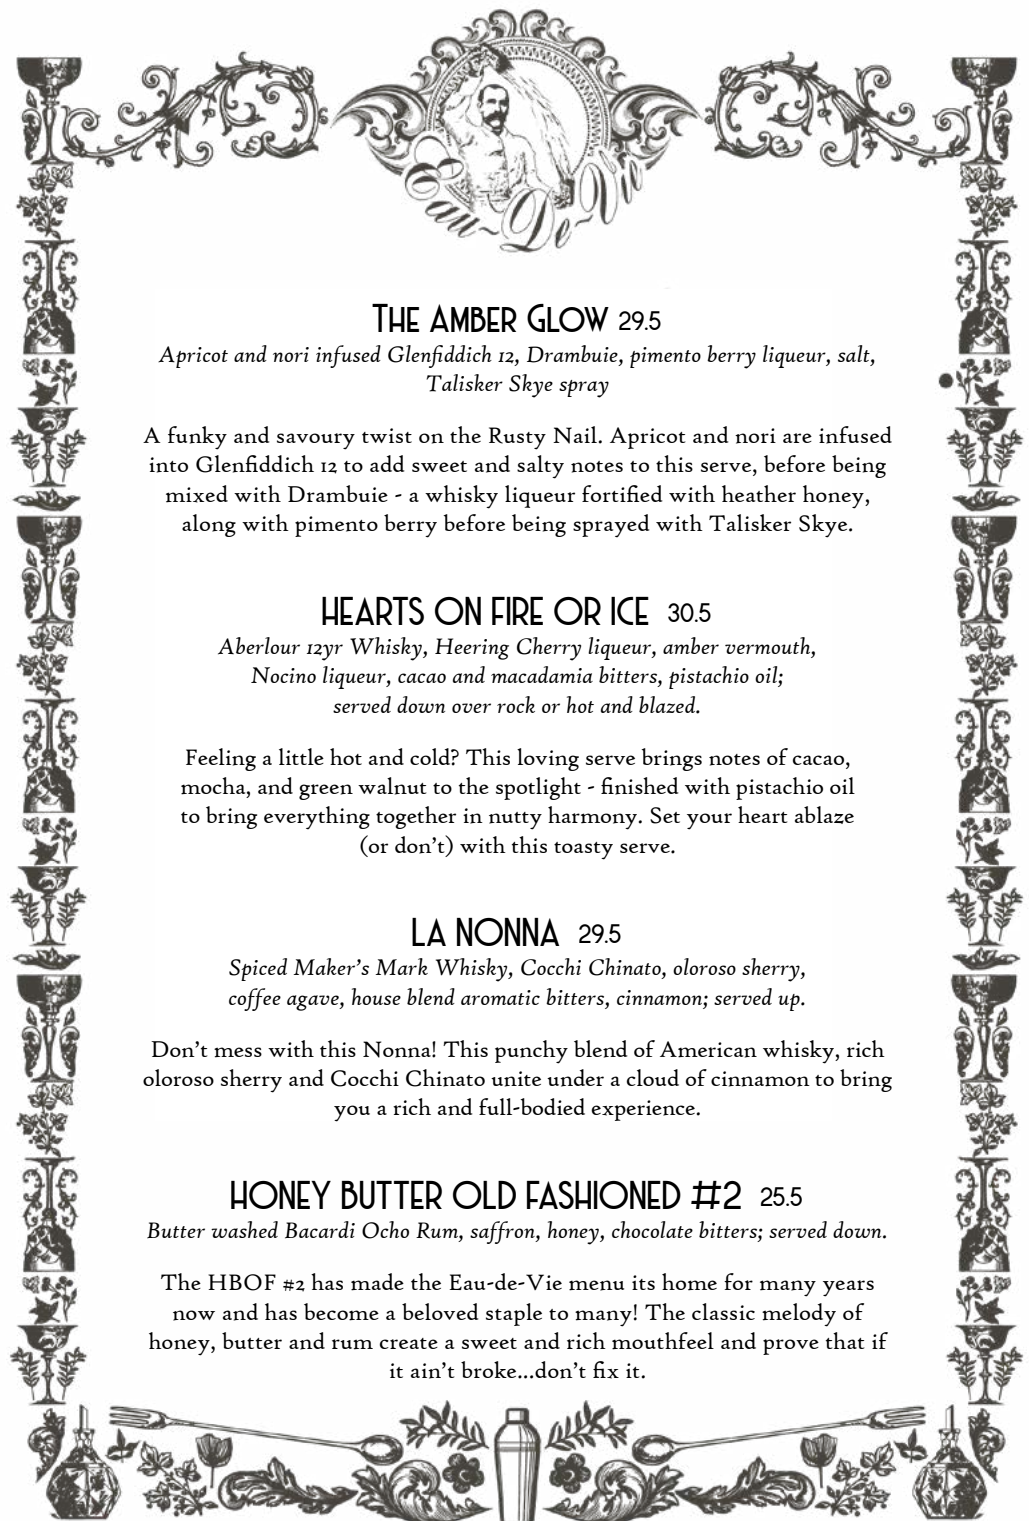 Eau-De-Vie
THE AMBER GLOW 29.5
Apricot and nori infused Glenfiddich 12, Drambuie, pimento berry liqueur, salt,
Talisker Skye spray
A funky and savoury twist on the Rusty Nail. Apricot and nori are infused
into Glenfiddich 12 to add sweet and salty notes to this serve, before being
mixed with Drambuie - a whisky liqueur fortified with heather honey,
along with pimento berry before being sprayed with Talisker Skye.
HEARTS ON FIRE OR ICE 30.5
Aberlour 12yr Whisky, Heering Cherry liqueur, amber vermouth,
Nocino liqueur, cacao and macadamia bitters, pistachio oil;
served down over rock or hot and blazed.
Feeling a little hot and cold? This loving serve brings notes of cacao,
mocha, and green walnut to the spotlight - finished with pistachio oil
to bring everything together in nutty harmony. Set your heart ablaze
(or don't) with this toasty serve.
LA NONNA 29.5
Spiced Maker's Mark Whisky, Cocchi Chinato, oloroso sherry,
coffee agave, house blend aromatic bitters, cinnamon; served up.
Don't mess with this Nonna! This punchy blend of American whisky, rich
oloroso sherry and Cocchi Chinato unite under a cloud of cinnamon to bring
you a rich and full-bodied experience.
HONEY BUTTER OLD FASHIONED #2 25.5
Butter washed Bacardi Ocho Rum, saffron, honey, chocolate bitters; served down.
The HBOF #2 has made the Eau-de-Vie menu its home for many years
now and has become a beloved staple to many! The classic melody of
honey, butter and rum create a sweet and rich mouthfeel and prove that if
it ain't broke...don't fix it.